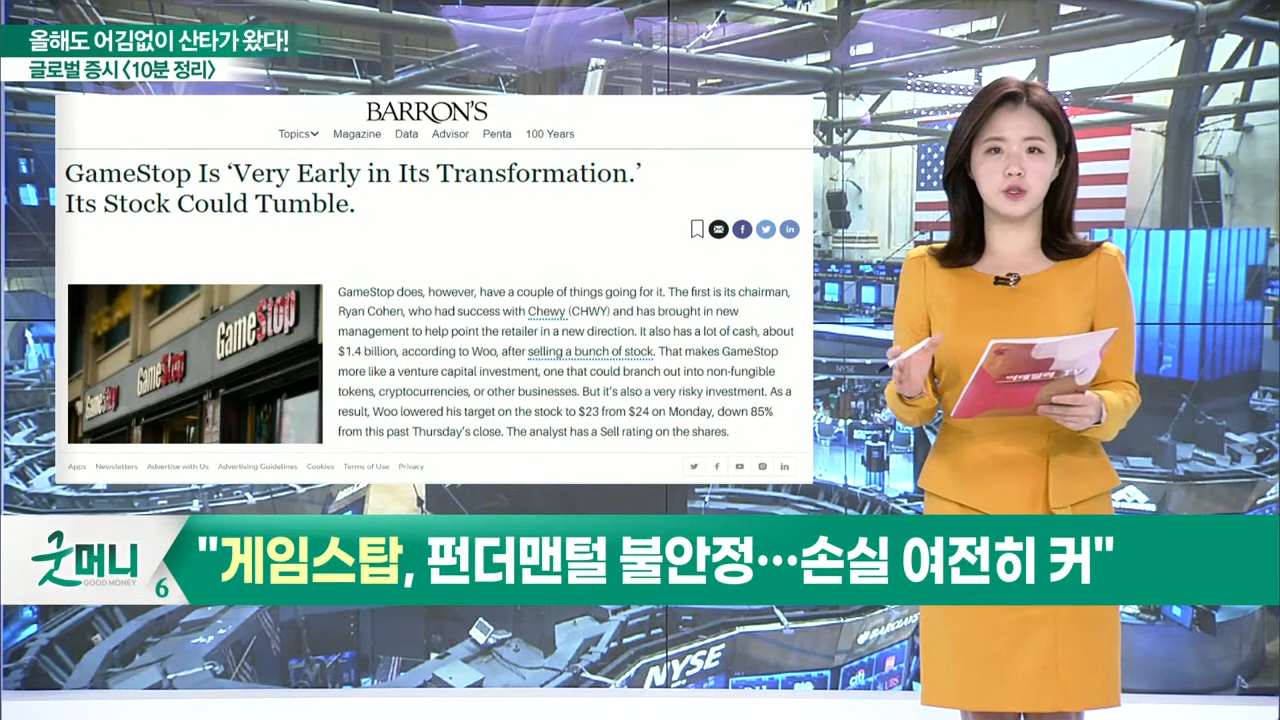 올해도 어김없이 산타가 왔다!
글로벌 증시 <10분 정리>
BARRON'S
Topics Magazine Data Advisor Penta 100 Years
GameStop Is ‘Very Early in Its Transformation.’
Its Stock Could Tumble.
GameStop does, however, have a couple of things going for it. The first is its chairman,
Ryan Cohen, who had success with Chewy (CHWY) and has brought in new
management to help point the retailer in a new direction. It also has a lot of cash, about
$1.4 billion, according to Woo, after selling a bunch of stock. That makes GameStop
more like a venture capital investment, one that could branch out into non-fungible
tokens, cryptocurrencies, or other businesses. But it’s also a very risky investment. As a
result, Woo lowered his target on the stock to $23 from $24 on Monday, down 85%
from this past Thursday’s close. The analyst has a Sell rating on the shares.
GameStop
GameStop
GameStop
Apps Newsletters Advertise with Us Advertising Guidelines Cookies Terms of Use Privacy
NYSE
굿머니
GOOD MONEY
6
"게임스탑, 펀더맨털 불안정…손실 여전히 커"
BARCLAYS
NYSE
citi